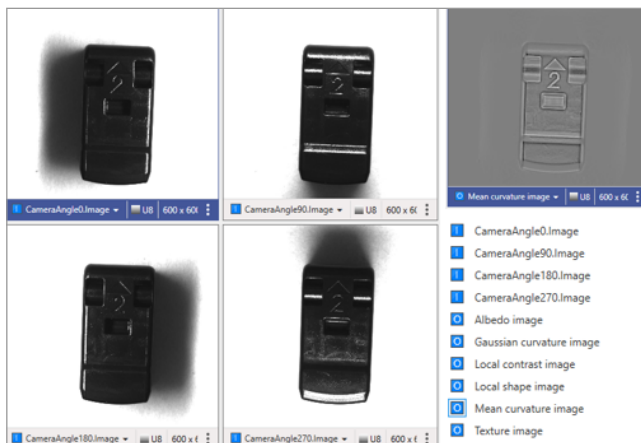 2
2
2
CameraAngle0.Image U8 600 x 60
CameraAngle90.Image U8 600 x 6
Mean curvature image U8 600 x 6
2
2
CameraAngle180.Image U8 600 x 6
CameraAngle270.Image U8 600 x 6
I CameraAngle0.Image
I CameraAngle90.Image
I CameraAngle180.Image
I CameraAngle270.Image
O Albedo image
O Gaussian curvature image
O Local contrast image
O Local shape image
O Mean curvature image
O Texture image